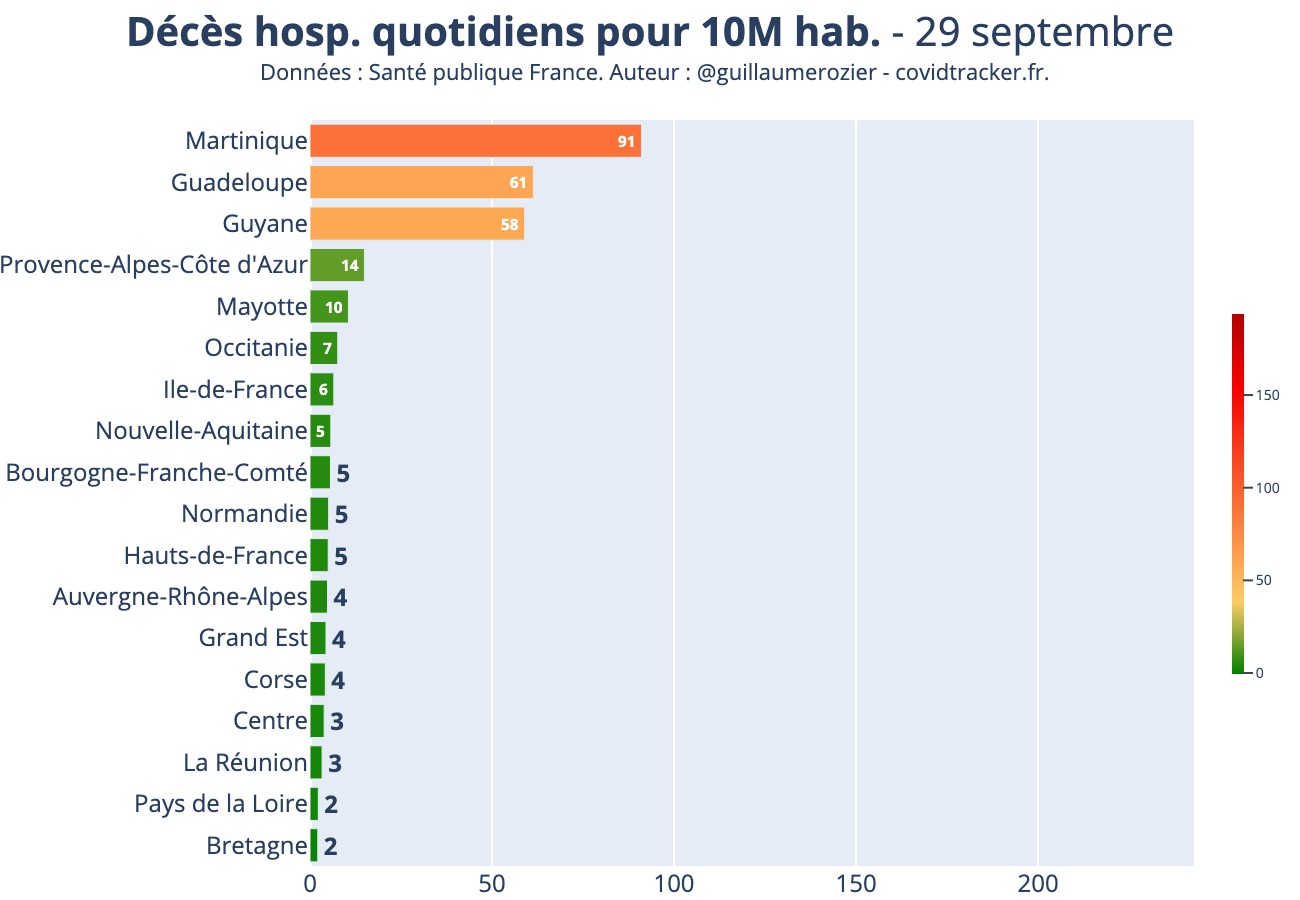 Décès hosp. quotidiens pour 10M hab. - 29 septembre
Données : Santé publique France. Auteur : @guillaumerozier - covidtracker.fr.
Martinique 91
Guadeloupe 61
Guyane 58
Provence-Alpes-Côte d'Azur 14
Mayotte 10
Occitanie 7
Ile-de-France 6
Nouvelle-Aquitaine 5
Bourgogne-Franche-Comté 5
Normandie 5
Hauts-de-France 5
Auvergne-Rhône-Alpes 4
Grand Est 4
Corse 4
Centre 3
La Réunion 3
Pays de la Loire 2
Bretagne 2
0 50 100 150 200
150
100
50
0